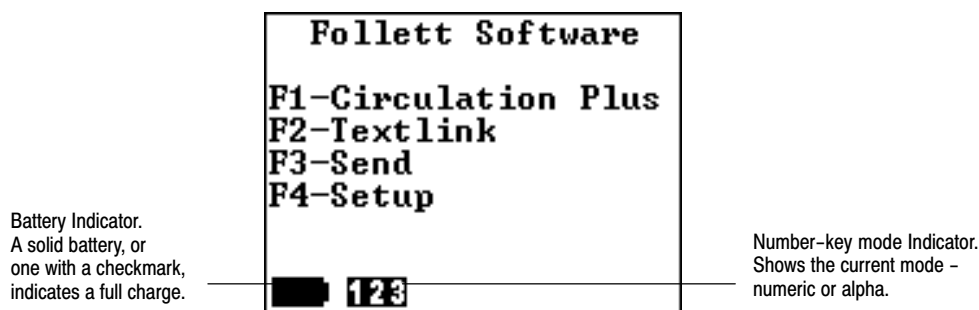 Follett Software
F1-Circulation Plus
F2-Textlink
F3-Send
F4-Setup
Battery Indicator.
A solid battery, or
one with a checkmark,
indicates a full charge.
123
Number-key mode Indicator.
Shows the current mode -
numeric or alpha.